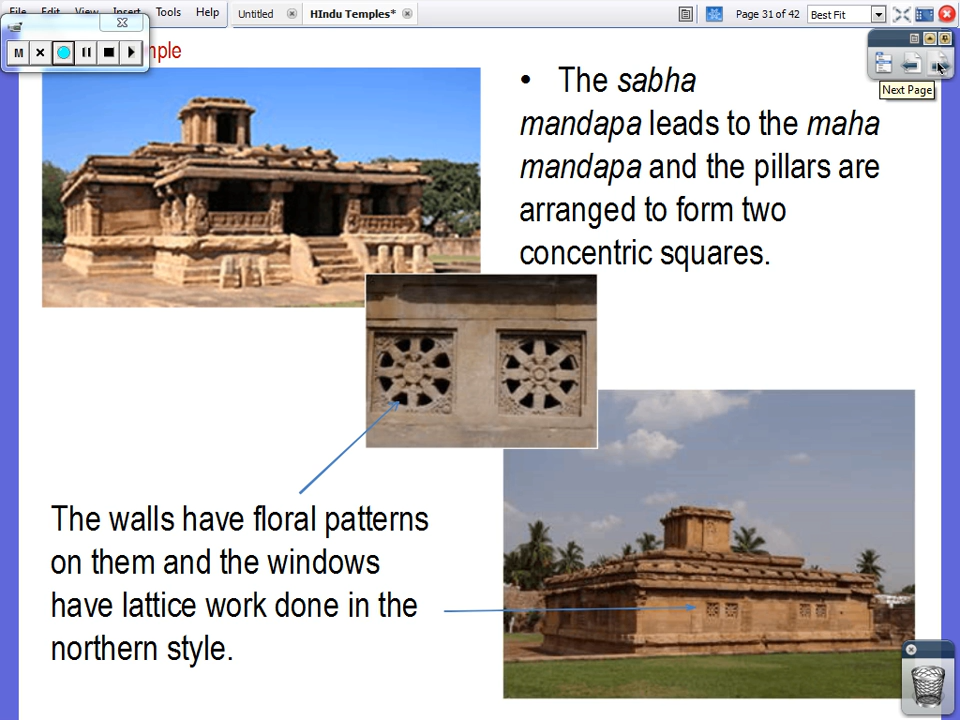 File Edit View Insert Tools Help
Untitled
HIndu Temples*
Page 31 of 42
Best Fit
M
Next Page
• The sabha
mandapa leads to the maha
mandapa and the pillars are
arranged to form two
concentric squares.
The walls have floral patterns
on them and the windows
have lattice work done in the
northern style.